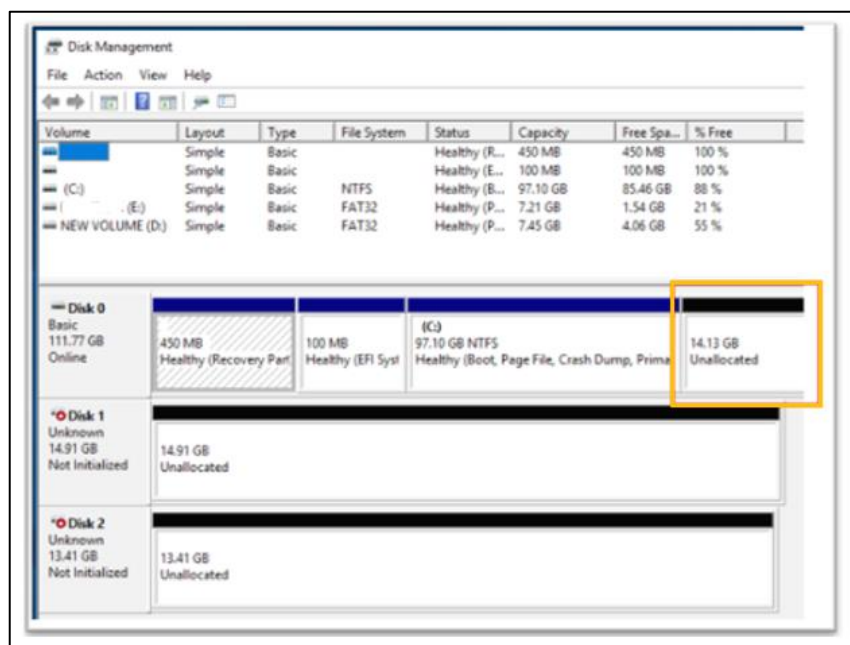 Disk Management
File Action View Help
Volume Layout Type File System Status Capacity Free Spa... % Free
Simple Basic Healthy (R... 450 MB 450 MB 100 %
Simple Basic Healthy (E... 100 MB 100 MB 100 %
(C:) Simple Basic NTFS Healthy (B... 97.10 GB 85.46 GB 88 %
(E:) Simple Basic FAT32 Healthy (P... 7.21 GB 1.54 GB 21 %
NEW VOLUME (D:) Simple Basic FAT32 Healthy (P... 7.45 GB 4.06 GB 55 %
Disk 0
Basic
111.77 GB
Online
450 MB
Healthy (Recovery Part
100 MB
Healthy (EFI Syst
(C:)
97.10 GB NTFS
Healthy (Boot, Page File, Crash Dump, Prima
14.13 GB
Unallocated
Disk 1
Unknown
14.91 GB
Not Initialized
14.91 GB
Unallocated
Disk 2
Unknown
13.41 GB
Not Initialized
13.41 GB
Unallocated